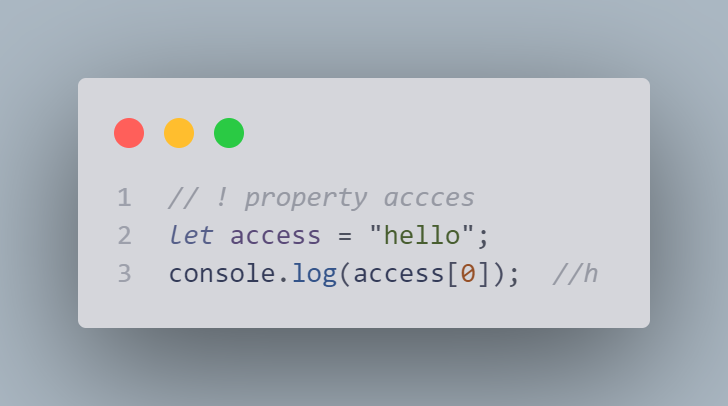 1 // ! property accces
2 let access = "hello";
3 console.log(access[0]); //h